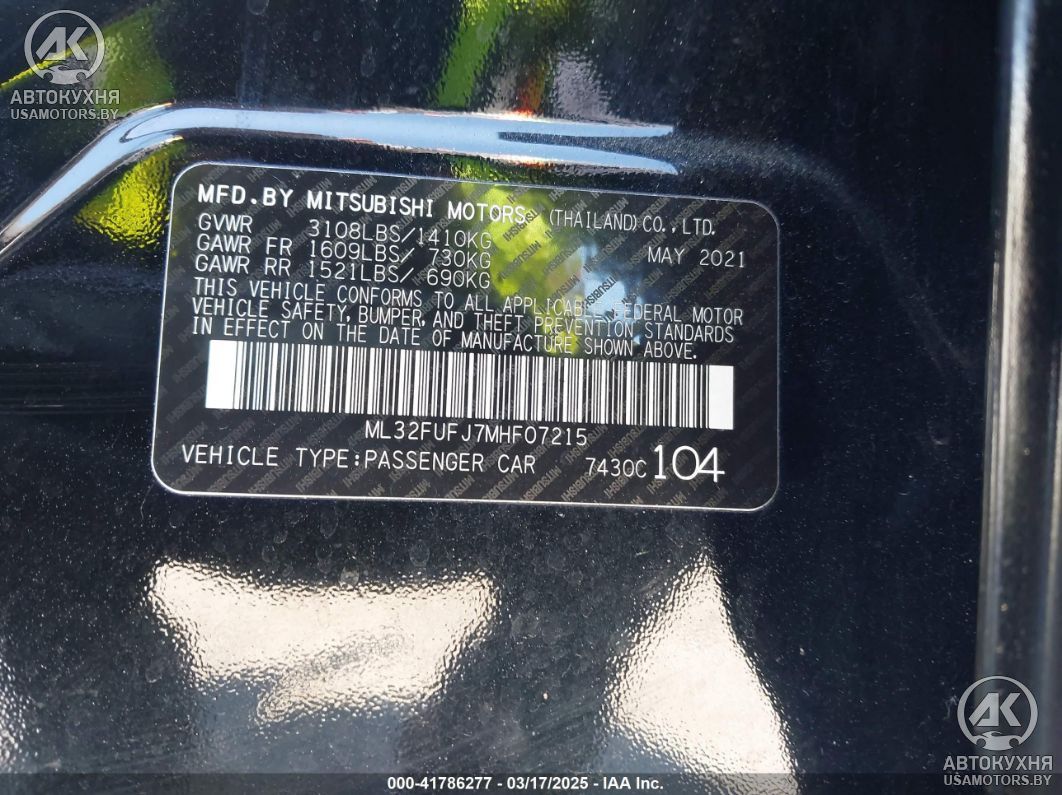 АВТОКУХНЯ
USAMOTORS.BY
MFD.BY MITSUBISHI MOTORS (THAILAND)CO.,LTD.
GVWR 3108LBS/1410KG
GAWR FR 1609LBS/ 730KG MAY 2021
GAWR RR 1521LBS/ 690KG
THIS VEHICLE CONFORMS TO ALL APPLICABLE FEDERAL MOTOR
VEHICLE SAFETY, BUMPER, AND THEFT PREVENTION STANDARDS
IN EFFECT ON THE DATE OF MANUFACTURE SHOWN ABOVE.
ML32FUFJ7MHF07215
VEHICLE TYPE:PASSENGER CAR 7430C 104
АВТОКУХНЯ
USAMOTORS.BY
000-41786277 - 03/17/2025 - IAA Inc.